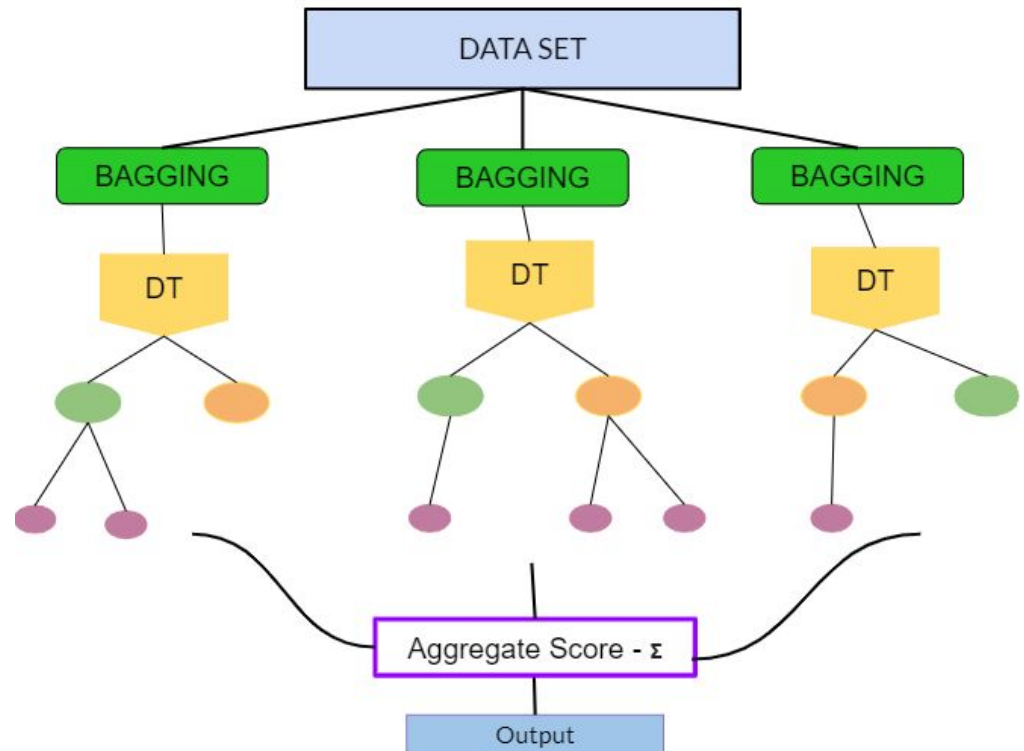 DATA SET
BAGGING
BAGGING
BAGGING
DT
DT
DT
Aggregate Score - Σ
Output